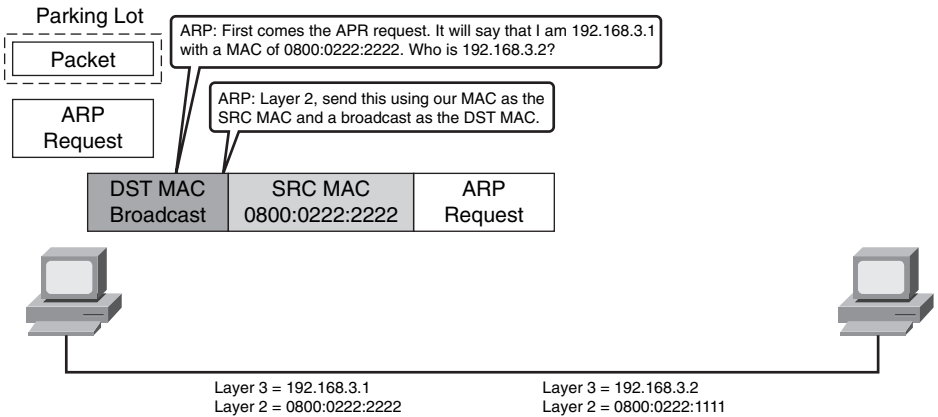 Parking Lot
Packet
ARP: First comes the APR request. It will say that I am 192.168.3.1
with a MAC of 0800:0222:2222. Who is 192.168.3.2?
ARP
Request
ARP: Layer 2, send this using our MAC as the
SRC MAC and a broadcast as the DST MAC.
DST MAC
Broadcast
SRC MAC
0800:0222:2222
ARP
Request
Layer 3 = 192.168.3.1
Layer 2 = 0800:0222:2222
Layer 3 = 192.168.3.2
Layer 2 = 0800:0222:1111